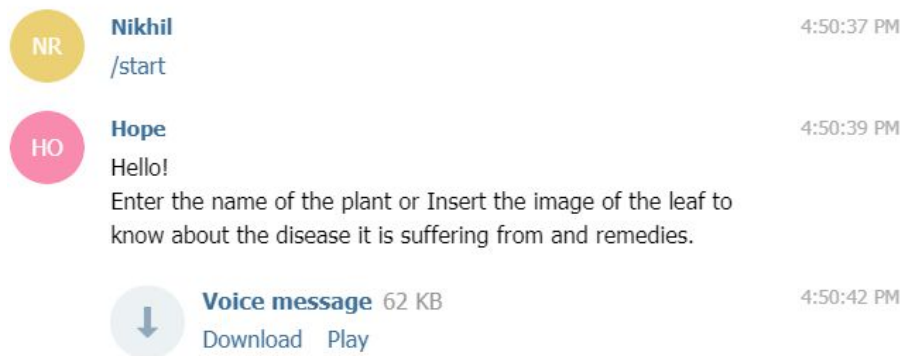 NR
Nikhil 4:50:37 PM
/start
HO
Hope 4:50:39 PM
Hello!
Enter the name of the plant or Insert the image of the leaf to
know about the disease it is suffering from and remedies.
Voice message 62 KB 4:50:42 PM
Download Play